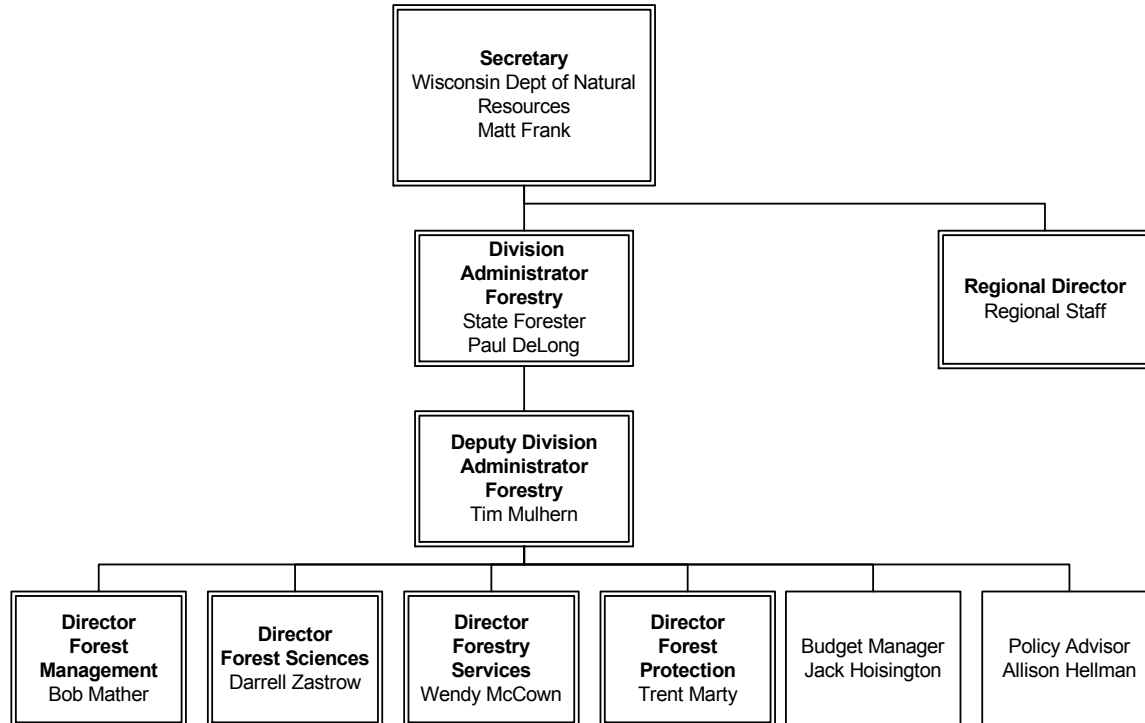 Secretary
Wisconsin Dept of Natural
Resources
Matt Frank
Division
Administrator
Forestry
State Forester
Paul DeLong
Regional Director
Regional Staff
Deputy Division
Administrator
Forestry
Tim Mulhern
Director
Forest
Management
Bob Mather
Director
Forest Sciences
Darrell Zastrow
Director
Forestry
Services
Wendy McCown
Director
Forest
Protection
Trent Marty
Budget Manager
Jack Hoisington
Policy Advisor
Allison Hellman